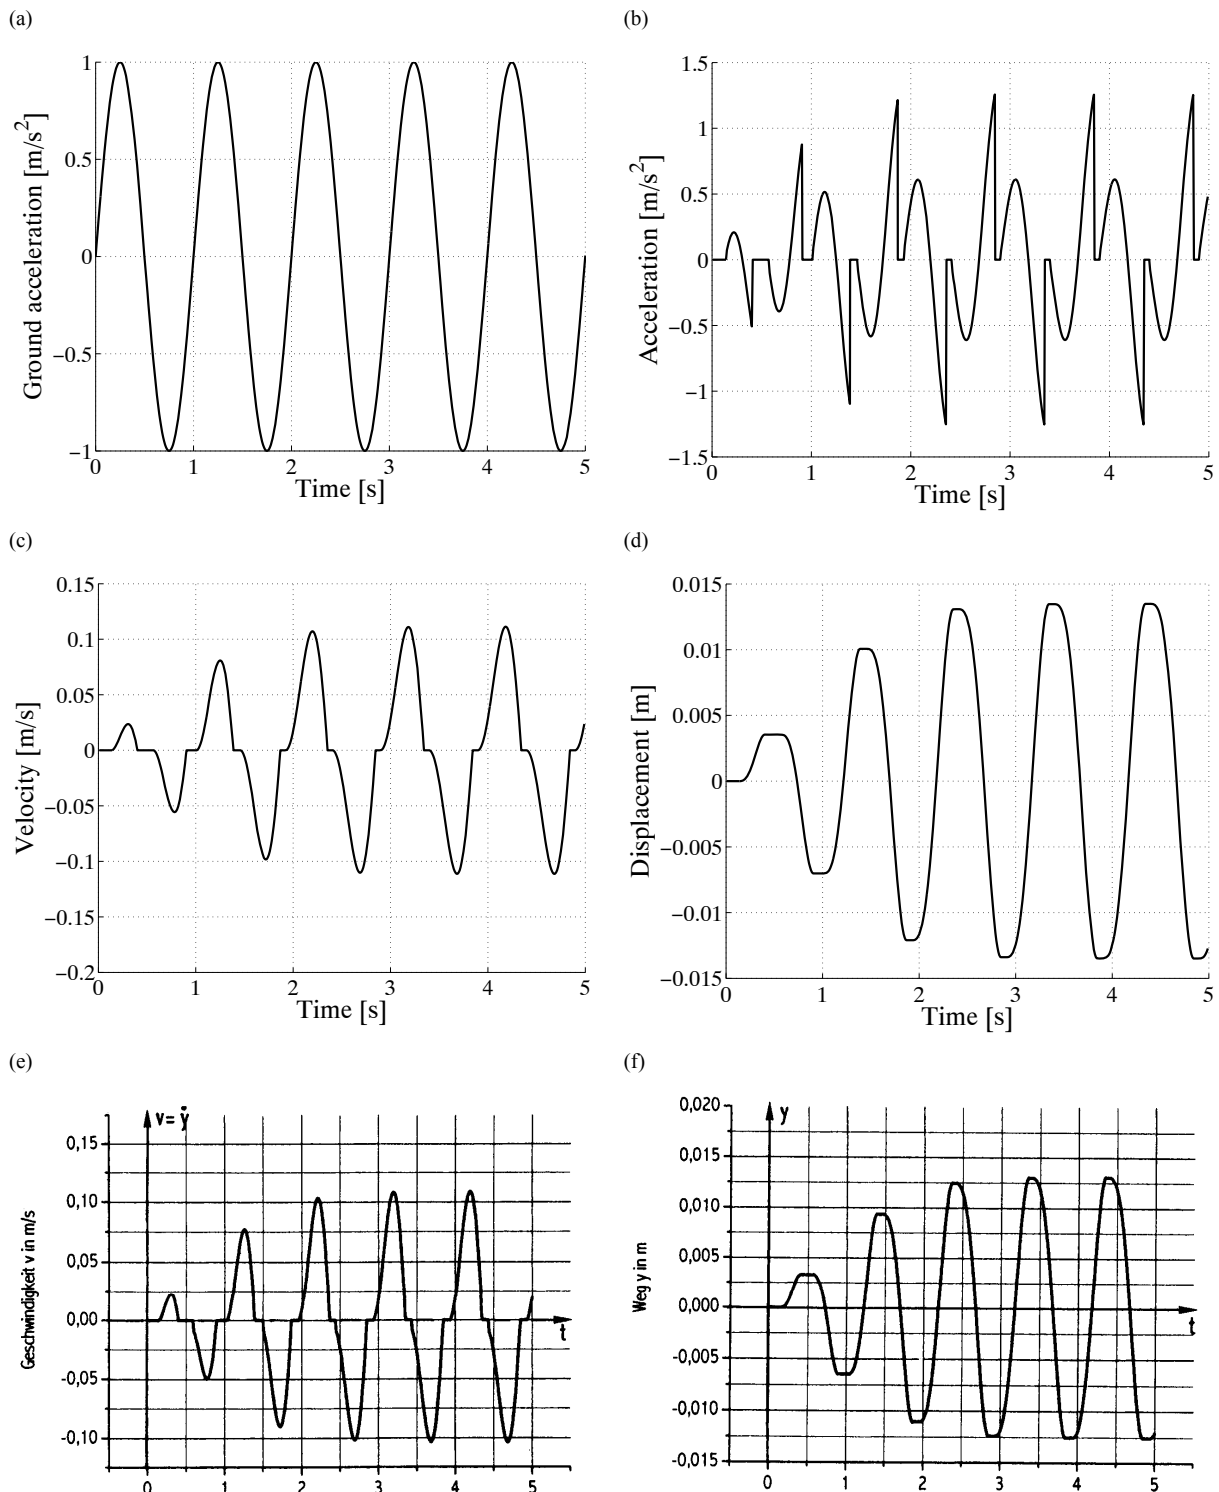 (a)
1
0.5
0
−0.5
−1
0 1 2 3 4 5
Ground acceleration [m/s2]
Time [s]
(b)
1.5
1
0.5
0
−0.5
−1
−1.5
0 1 2 3 4 5
Acceleration [m/s2]
Time [s]
(c)
0.15
0.1
0.05
0
−0.05
−0.1
−0.15
−0.2
0 1 2 3 4 5
Velocity [m/s]
Time [s]
(d)
0.015
0.01
0.005
0
−0.005
−0.01
−0.015
0 1 2 3 4 5
Displacement [m]
Time [s]
(e)
v = ẏ
0,15
0,10
0,05
0,00
-0,05
-0,10
t
0 1 2 3 4 5
Geschwindigkeit v in m/s
(f)
y
0,020
0,015
0,010
0,005
0,000
-0,005
-0,010
-0,015
t
0 1 2 3 4 5
Weg y in m